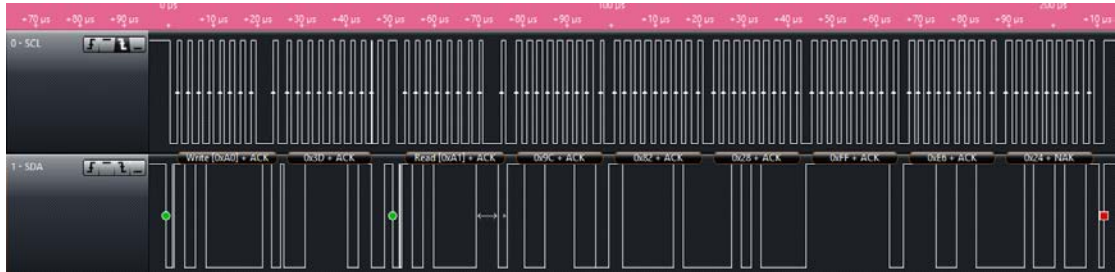 0 µs 100 µs 200 µs
+70 µs +80 µs +90 µs +10 µs +20 µs +30 µs +40 µs +50 µs +60 µs +70 µs +80 µs +90 µs +10 µs +20 µs +30 µs +40 µs +50 µs +60 µs +70 µs +80 µs +90 µs +10 µs
0 - SCL
Write [0xA0] + ACK 0x3D + ACK Read [0xA1] + ACK 0x9C + ACK 0x82 + ACK 0x28 + ACK 0xFF + ACK 0xE6 + ACK 0x24 + NAK
1 - SDA